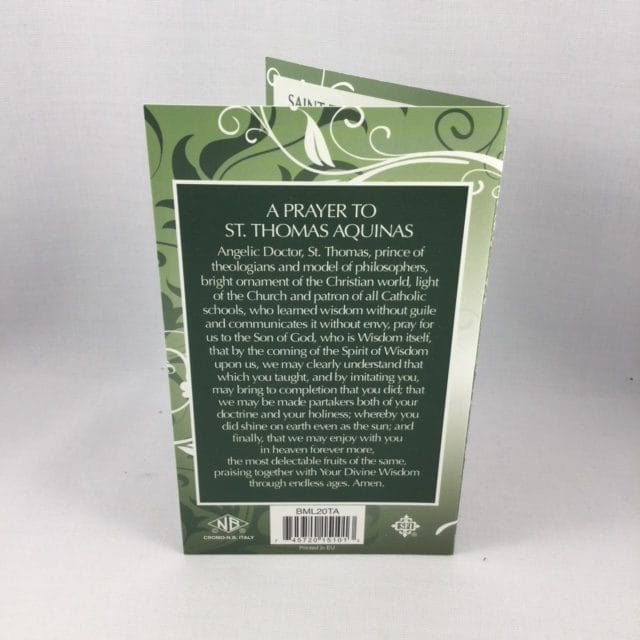 SAINT
A PRAYER TO
ST. THOMAS AQUINAS
Angelic Doctor, St. Thomas, prince of
theologians and model of philosophers,
bright ornament of the Christian world, light
of the Church and patron of all Catholic
schools, who learned wisdom without guile
and communicates it without envy, pray for
us to the Son of God, who is Wisdom itself,
that by the coming of the Spirit of Wisdom
upon us, we may clearly understand that
which you taught, and by imitating you,
may bring to completion that you did; that
we may be made partakers both of your
doctrine and your holiness; whereby you
did shine on earth even as the sun; and
finally, that we may enjoy with you
in heaven forever more,
the most delectable fruits of the same,
praising together with Your Divine Wisdom
through endless ages. Amen.
BML20TA
NB
CROMO-N.B. ITALY
7 45720 15101
Printed in EU